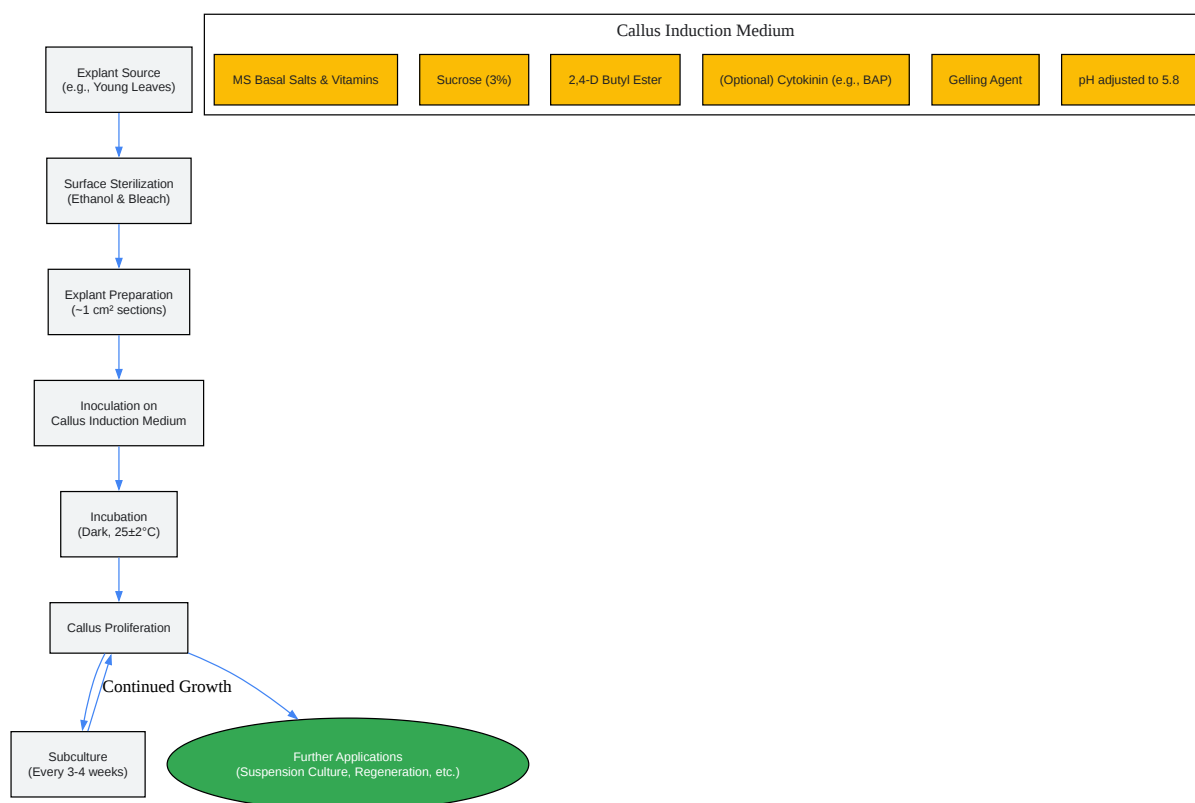 Callus Induction Medium
Explant Source
(e.g., Young Leaves)
MS Basal Salts & Vitamins
Sucrose (3%)
2,4-D Butyl Ester
(Optional) Cytokinin (e.g., BAP)
Gelling Agent
pH adjusted to 5.8
Surface Sterilization
(Ethanol & Bleach)
Explant Preparation
(~1 cm² sections)
Inoculation on
Callus Induction Medium
Incubation
(Dark, 25±2°C)
Callus Proliferation
Continued Growth
Subculture
(Every 3-4 weeks)
Further Applications
(Suspension Culture, Regeneration, etc.)